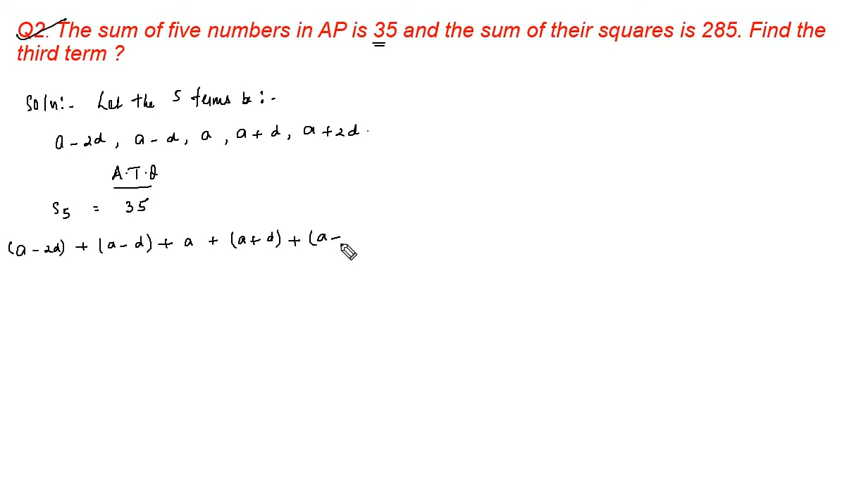 Q2. The sum of five numbers in AP is 35 and the sum of their squares is 285. Find the
third term ?
Soln:- Let the 5 terms be:-
a - 2d, a - d, a, a + d, a + 2d.
A.T.Q
S5 = 35
(a - 2d) + (a - d) + a + (a + d) + (a -